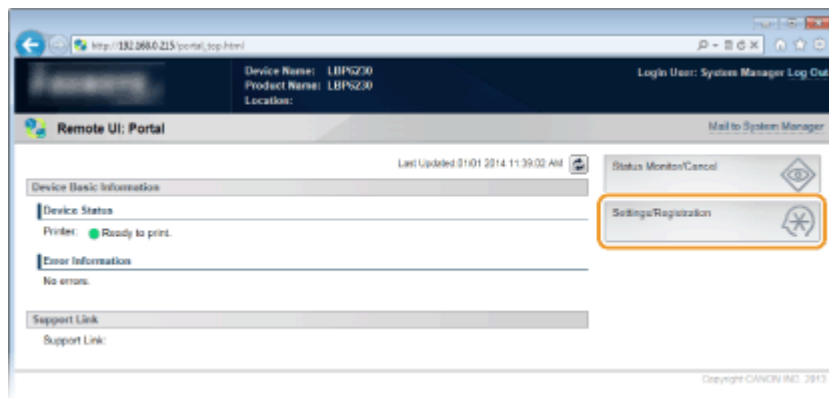 http://192.168.0.215/portal_top.html
Device Name: LBP6230
Product Name: LBP6230
Location:
Login User: System Manager Log Out
Remote UI: Portal
Mail to System Manager
Last Updated 01/01 2014 11:39:02 AM
Device Basic Information
Device Status
Printer: Ready to print.
Error Information
No errors.
Support Link
Support Link:
Status Monitor/Cancel
Settings/Registration
Copyright CANON INC. 2013